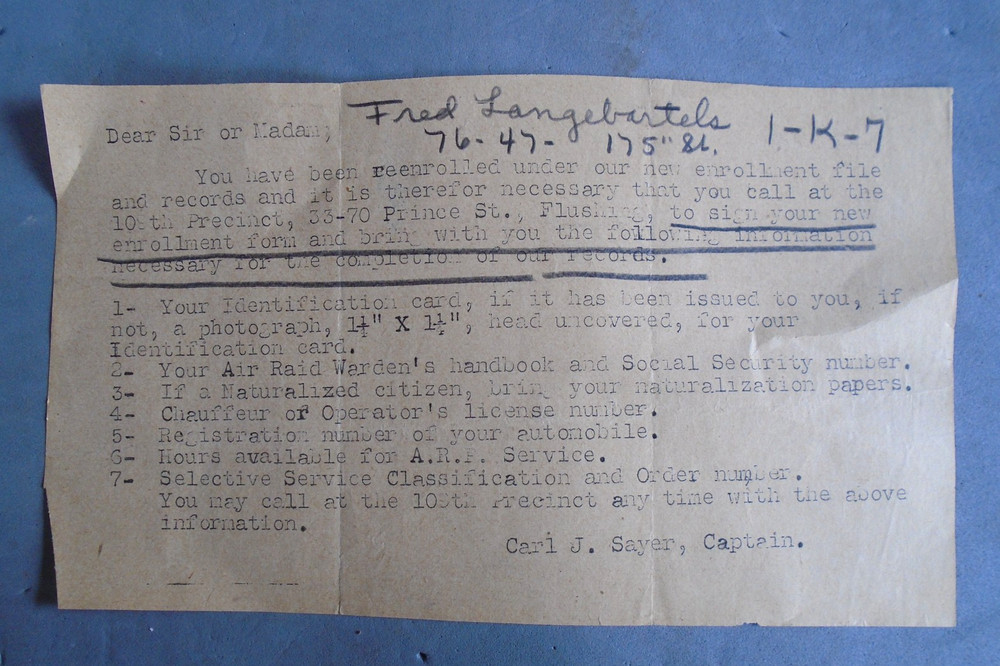 Fred Langebartels
Dear Sir or Madam; 76-47- 175" St. 1-K-7
You have been reenrolled under our new enrollment file
and records and it is therefor necessary that you call at the
109th Precinct, 33-70 Prince St., Flushing, to sign your new
enrollment form and bring with you the following information
necessary for the completion of our records.
1- Your Identification card, if it has been issued to you, if
not, a photograph, 1¼" X 1½", head uncovered, for your
Identification card.
2- Your Air Raid Warden's handbook and Social Security number.
3- If a Naturalized citizen, bring your naturalization papers.
4- Chauffeur or Operator's license number.
5- Registration number of your automobile.
6- Hours available for A.R.P. Service.
7- Selective Service Classification and Order number.
You may call at the 109th Precinct any time with the above
information.
Carl J. Sayer, Captain.